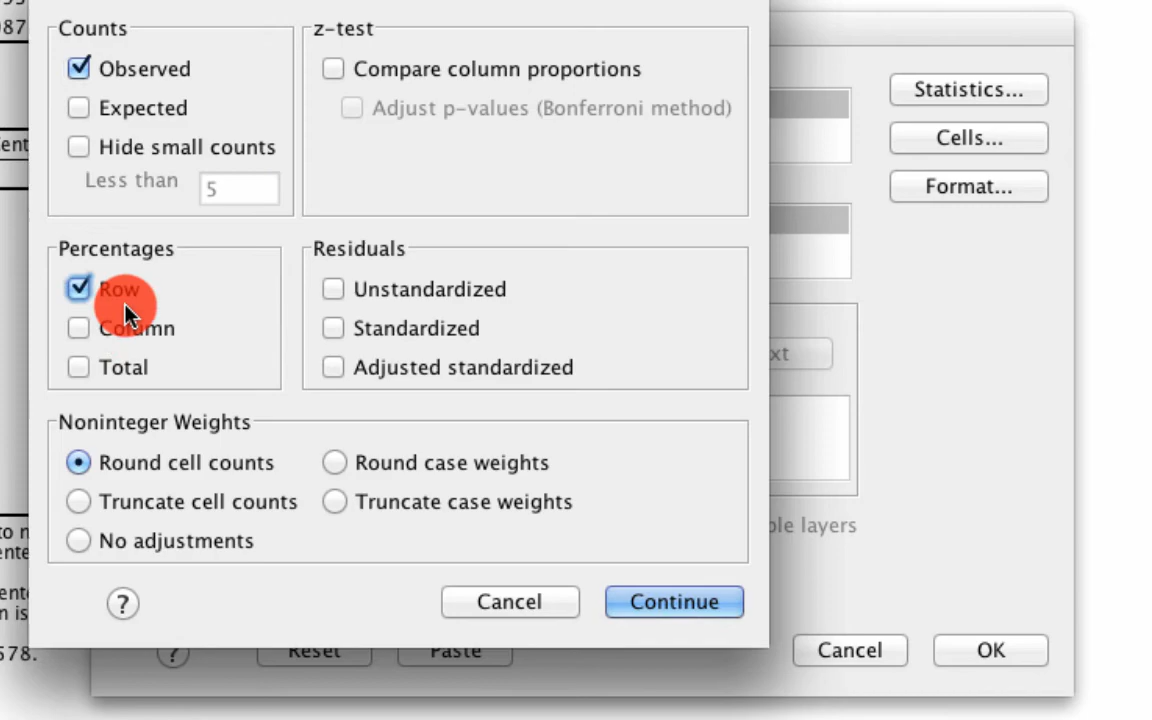 087
Counts
z-test
Observed
Compare column proportions
Statistics...
Expected
Adjust p-values (Bonferroni method)
Cells...
Hide small counts
Less than
5
Format...
Percentages
Residuals
Row
Unstandardized
Column
Standardized
Total
Adjusted standardized
Noninteger Weights
Round cell counts
Round case weights
Truncate cell counts
Truncate case weights
No adjustments
layers
?
Cancel
Continue
578.
?
Reset
Paste
Cancel
OK